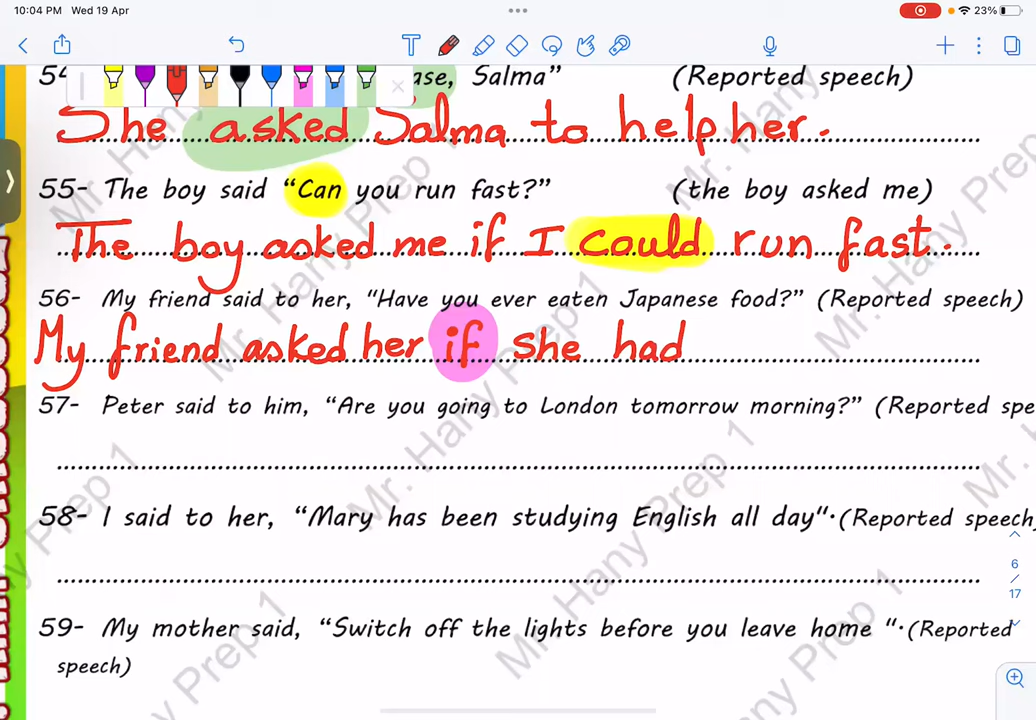 10:04 PM Wed 19 Apr
23%
54 ase, Salma" (Reported speech)
She asked Salma to help her.
55- The boy said "Can you run fast?" (the boy asked me)
The boy asked me if I could run fast.
56- My friend said to her, "Have you ever eaten Japanese food?" (Reported speech)
My friend asked her if she had
57- Peter said to him, "Are you going to London tomorrow morning?" (Reported spe
58- I said to her, "Mary has been studying English all day". (Reported speech
59- My mother said, "Switch off the lights before you leave home ". (Reported
speech)
6
/
17
Mr. Hany Prep 1